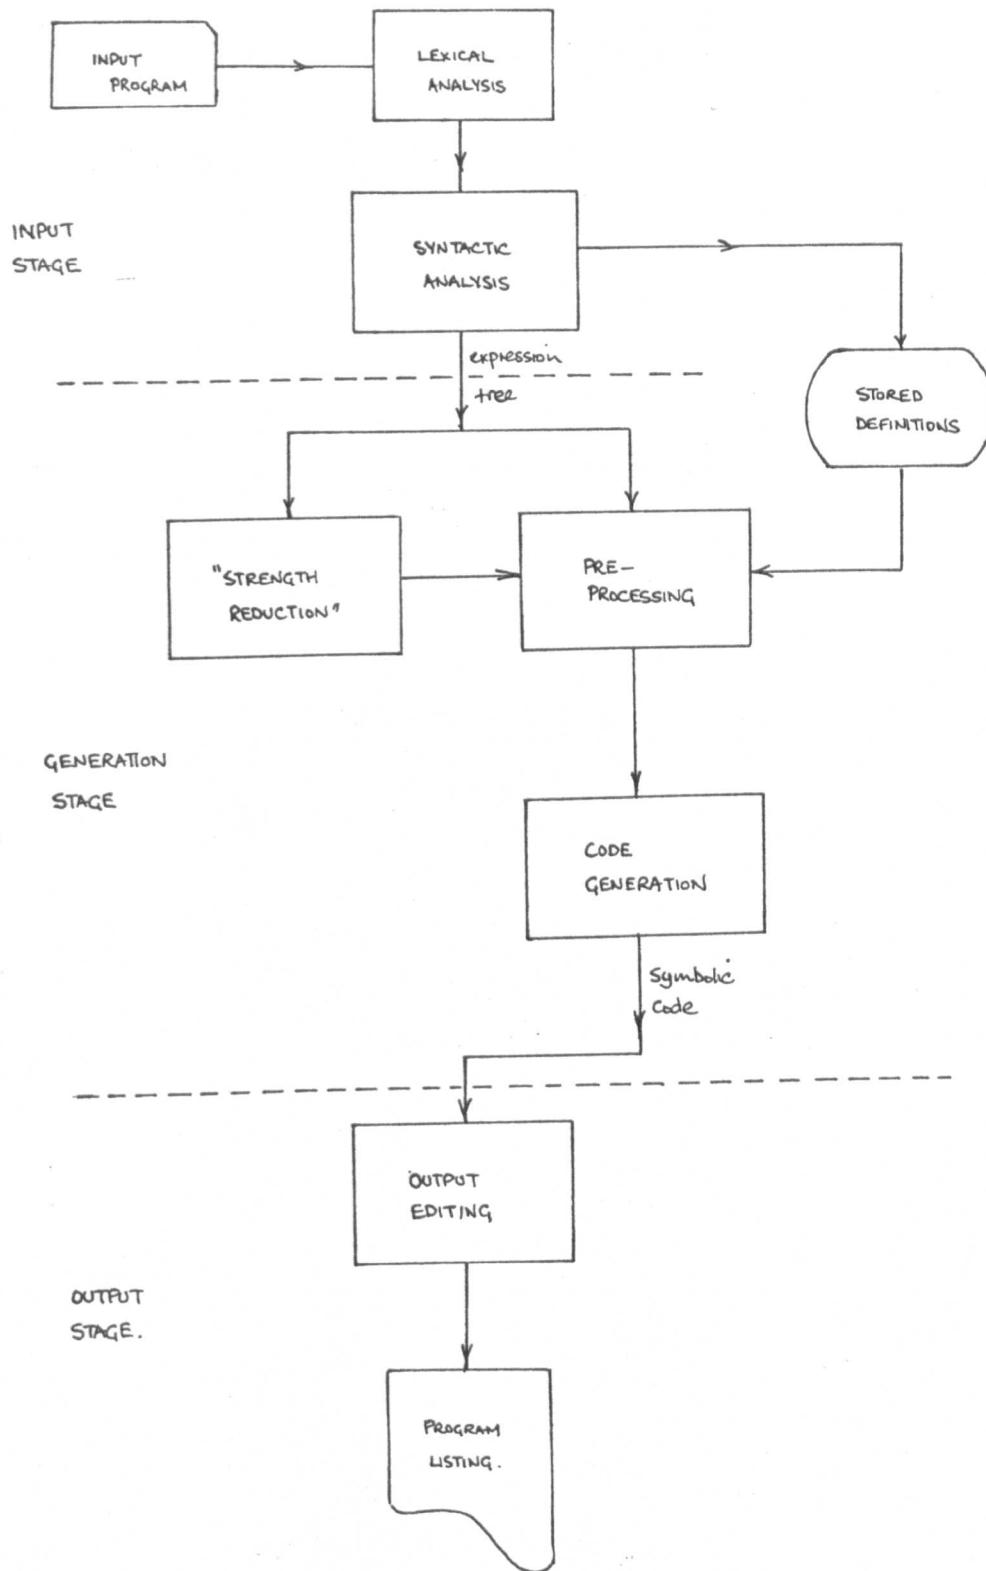 INPUT
PROGRAM
LEXICAL
ANALYSIS
INPUT
STAGE
SYNTACTIC
ANALYSIS
expression
tree
STORED
DEFINITIONS
"STRENGTH
REDUCTION"
PRE-
PROCESSING
GENERATION
STAGE
CODE
GENERATION
symbolic
code
OUTPUT
EDITING
OUTPUT
STAGE.
PROGRAM
LISTING.